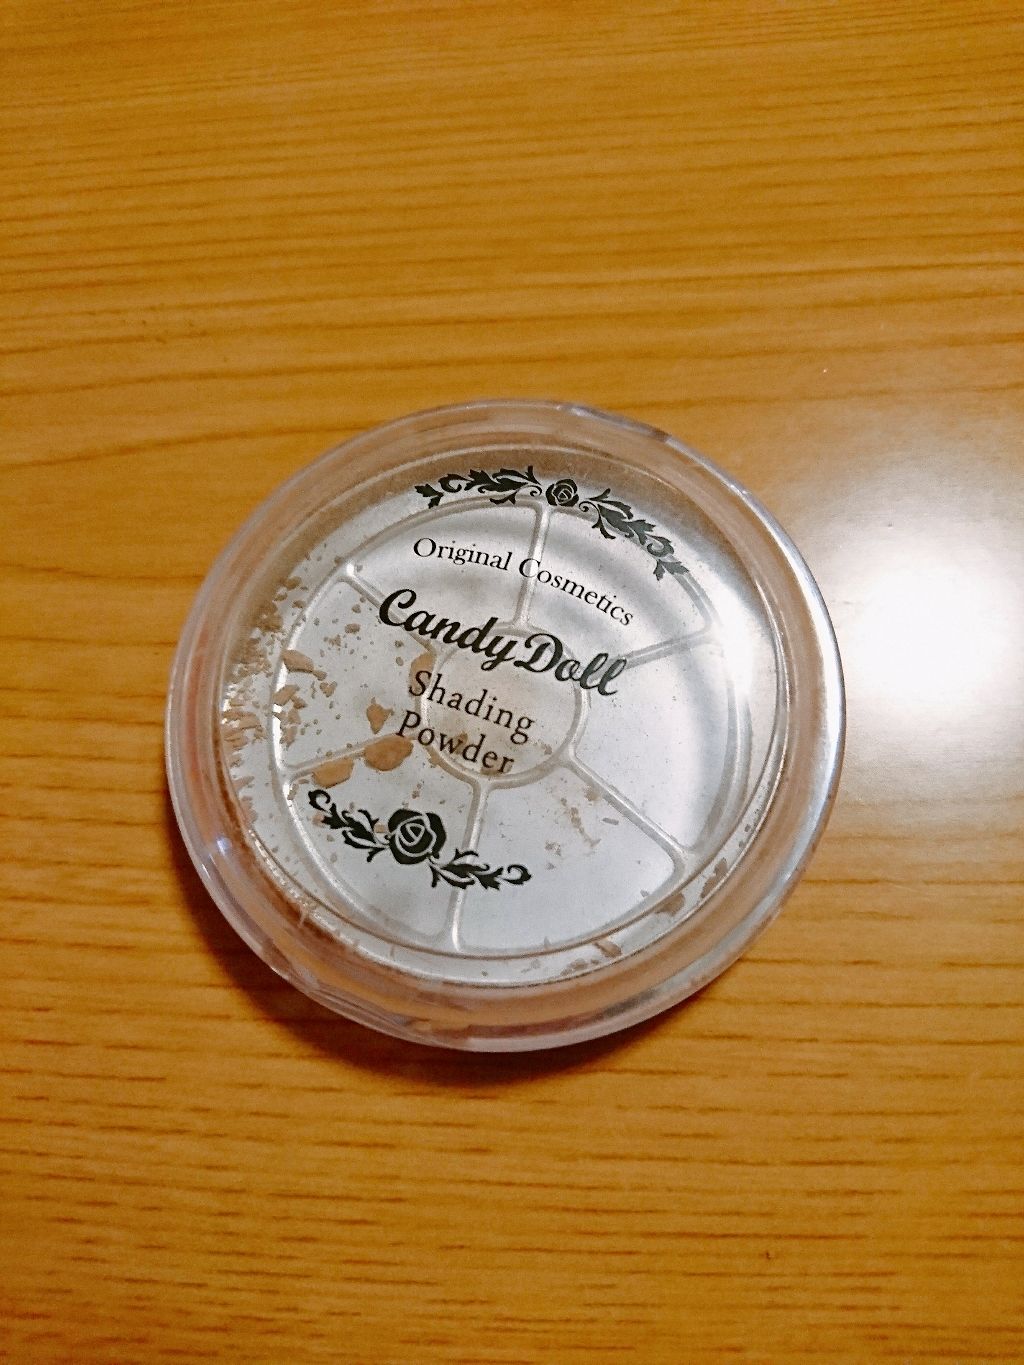 Original Cosmetics
CandyDoll
Shading
Powder